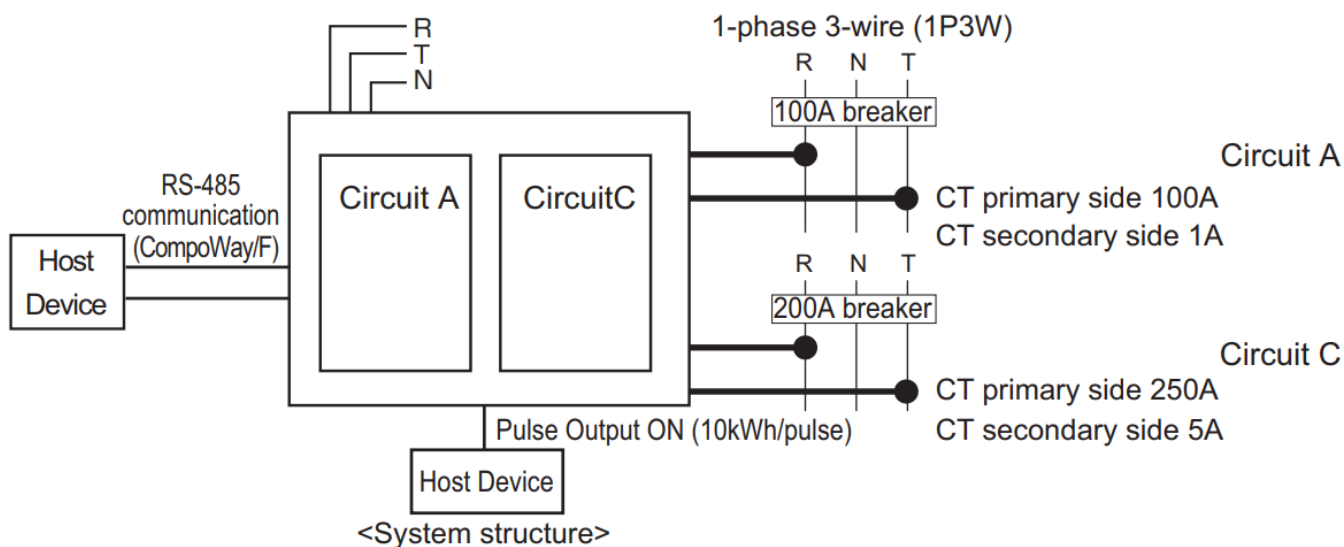 R
T
N
1-phase 3-wire (1P3W)
R N T
100A breaker
Circuit A
CircuitC
Circuit A
CT primary side 100A
CT secondary side 1A
RS-485
communication
(CompoWay/F)
Host
Device
R N T
200A breaker
Circuit C
CT primary side 250A
CT secondary side 5A
Pulse Output ON (10kWh/pulse)
Host Device
<System structure>